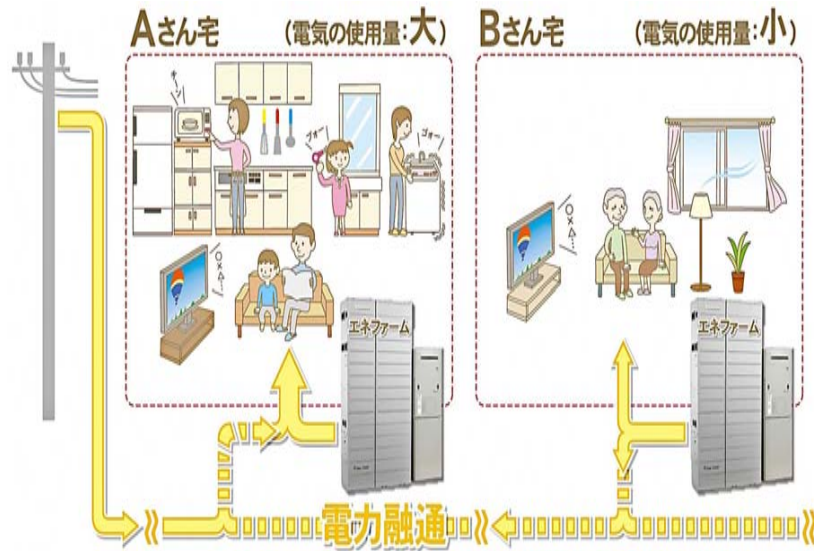 Aさん宅 (電気の使用量:大)
Bさん宅 (電気の使用量:小)
チーン
ブォー
ゴォー
○×△…
○×△…
エネファーム
エネファーム
電力融通